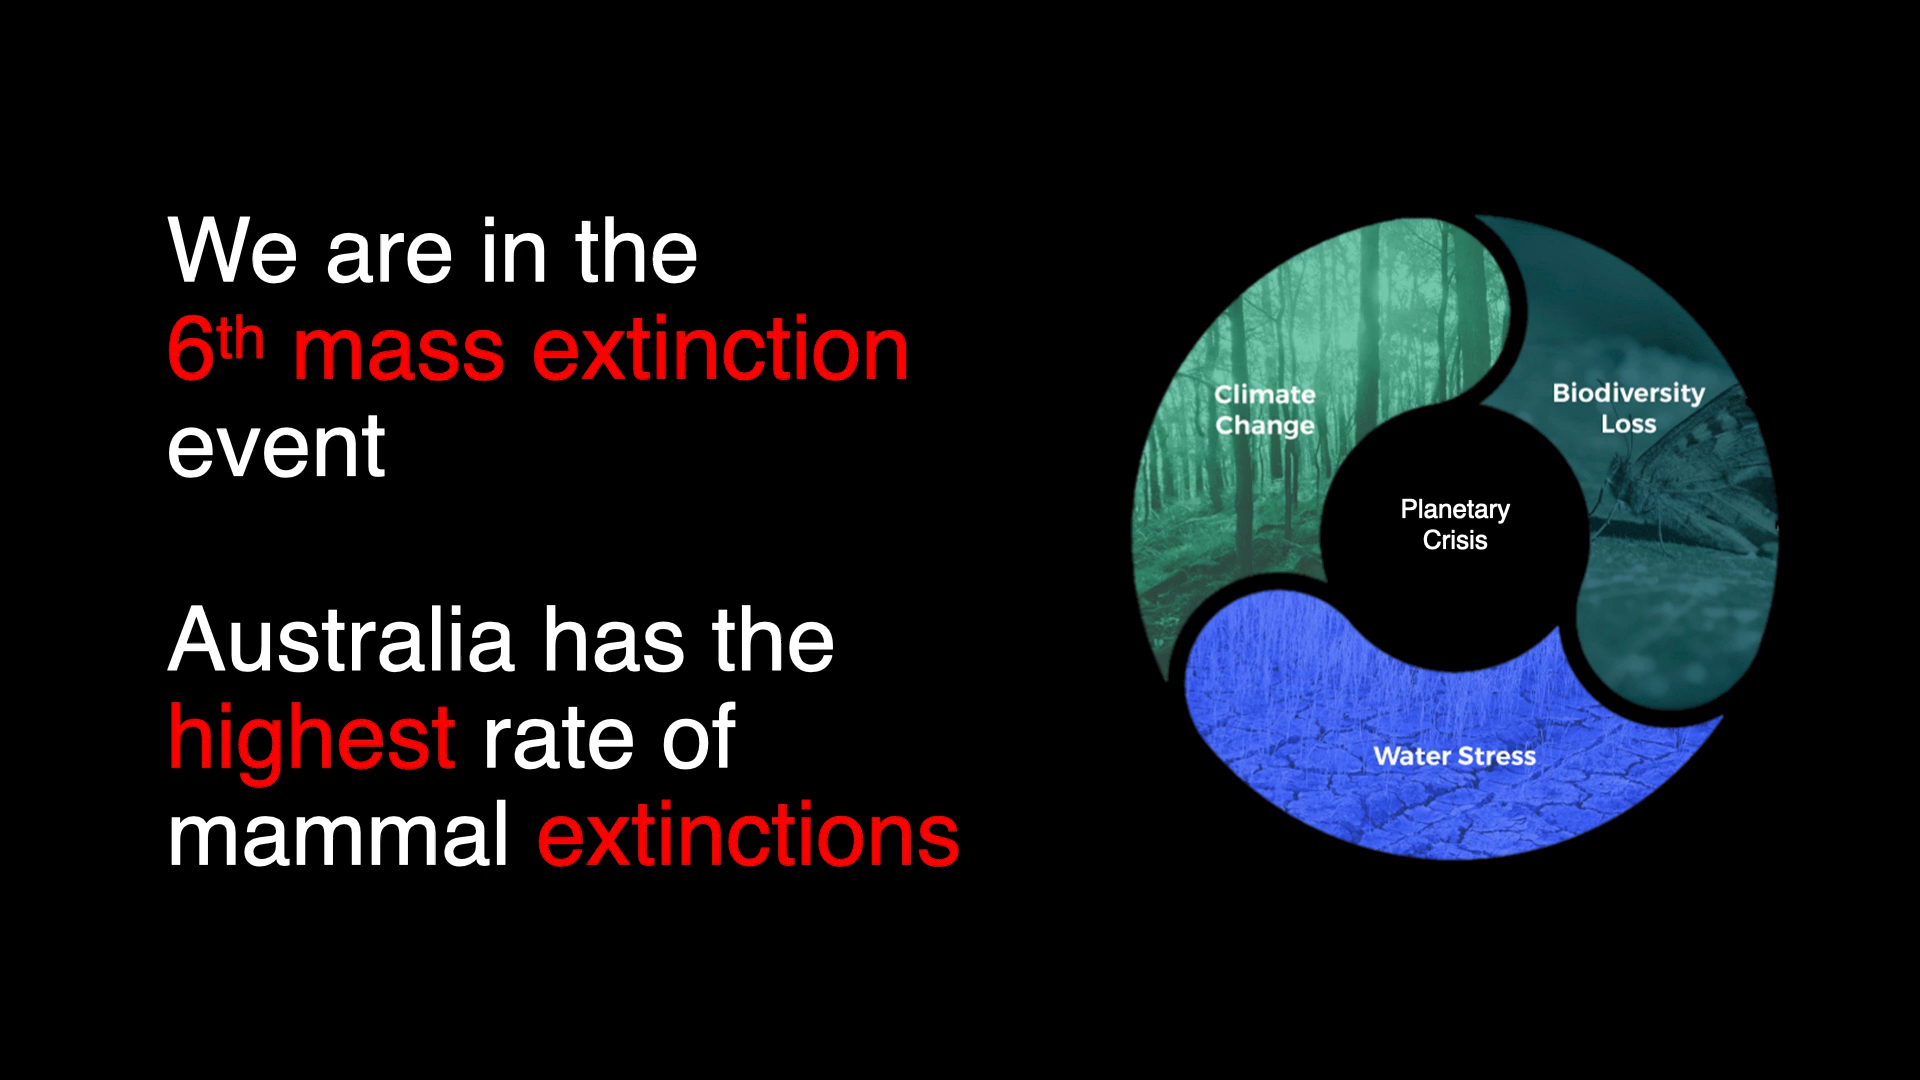 We are in the
6th mass extinction
event
Australia has the
highest rate of
mammal extinctions
Climate
Change
Biodiversity
Loss
Planetary
Crisis
Water Stress